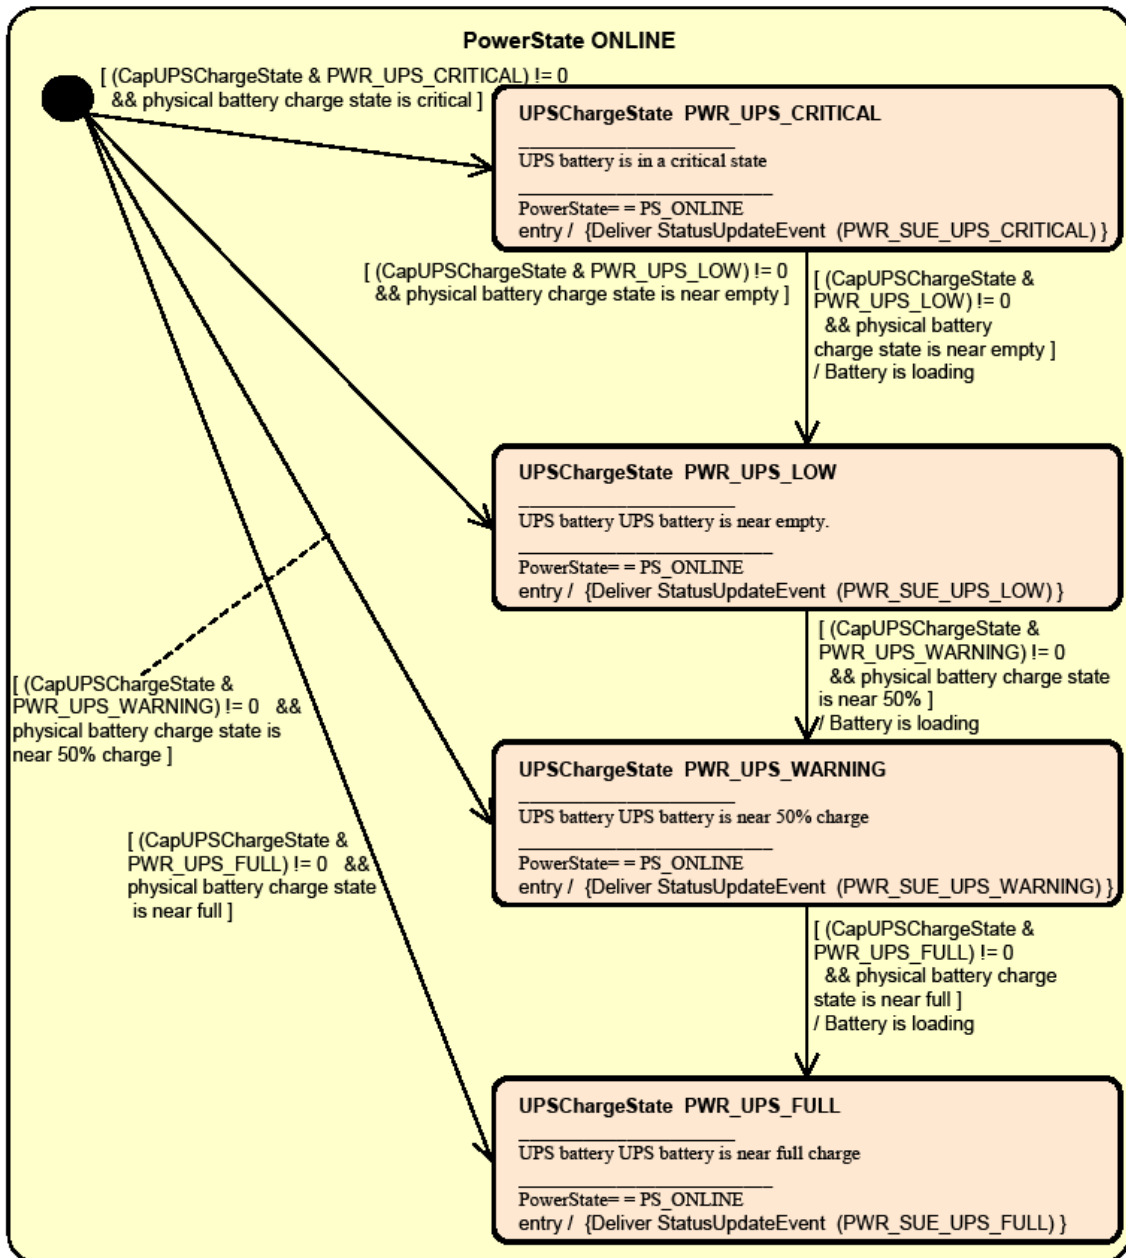 PowerState ONLINE
[ (CapUPSChargeState & PWR_UPS_CRITICAL) != 0
&& physical battery charge state is critical ]
UPSChargeState PWR_UPS_CRITICAL
UPS battery is in a critical state
PowerState= = PS_ONLINE
entry / {Deliver StatusUpdateEvent (PWR_SUE_UPS_CRITICAL) }
[ (CapUPSChargeState & PWR_UPS_LOW) != 0
&& physical battery charge state is near empty ]
[ (CapUPSChargeState &
PWR_UPS_LOW) != 0
&& physical battery
charge state is near empty ]
/ Battery is loading
UPSChargeState PWR_UPS_LOW
UPS battery UPS battery is near empty.
PowerState= = PS_ONLINE
entry / {Deliver StatusUpdateEvent (PWR_SUE_UPS_LOW) }
[ (CapUPSChargeState &
PWR_UPS_WARNING) != 0
&& physical battery charge state
is near 50% ]
/ Battery is loading
[ (CapUPSChargeState &
PWR_UPS_WARNING) != 0 &&
physical battery charge state is
near 50% charge ]
UPSChargeState PWR_UPS_WARNING
UPS battery UPS battery is near 50% charge
PowerState= = PS_ONLINE
entry / {Deliver StatusUpdateEvent (PWR_SUE_UPS_WARNING) }
[ (CapUPSChargeState &
PWR_UPS_FULL) != 0 &&
physical battery charge state
is near full ]
[ (CapUPSChargeState &
PWR_UPS_FULL) != 0
&& physical battery charge
state is near full ]
/ Battery is loading
UPSChargeState PWR_UPS_FULL
UPS battery UPS battery is near full charge
PowerState= = PS_ONLINE
entry / {Deliver StatusUpdateEvent (PWR_SUE_UPS_FULL) }